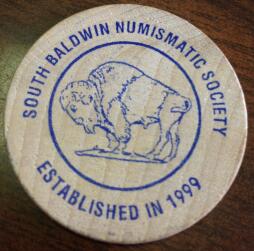 SOUTH BALDWIN NUMISMATIC SOCIETY
ESTABLISHED IN 1999